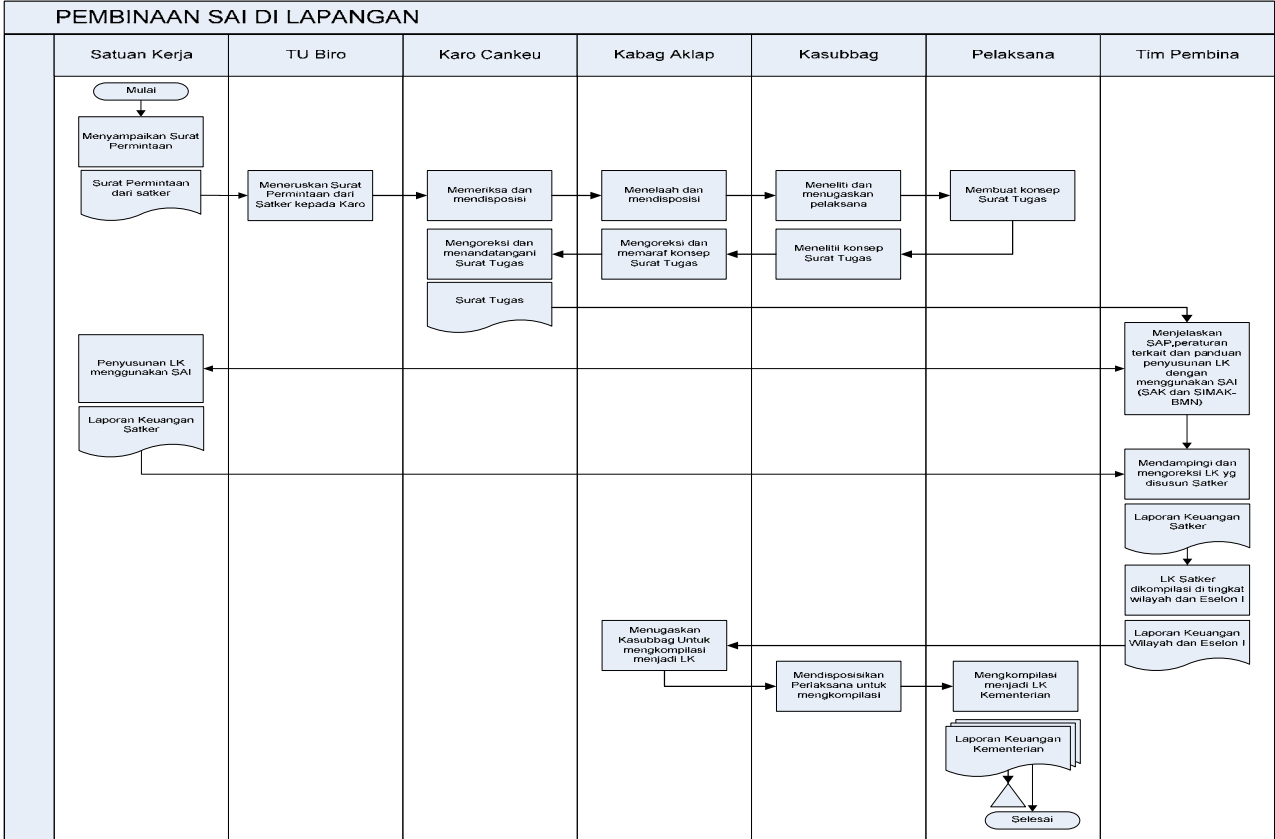 PEMBINAAN SAI DI LAPANGAN
Satuan Kerja
TU Biro
Karo Cankeu
Kabag Aklap
Kasubbag
Pelaksana
Tim Pembina
Mulai
Menyampaikan Surat
Permintaan
Surat Permintaan
dari satker
Meneruskan Surat
Permintaan dari
Satker kepada Karo
Memeriksa dan
mendisposisi
Menelaah dan
mendisposisi
Meneliti dan
menugaskan
pelaksana
Membuat konsep
Surat Tugas
Mengoreksi dan
menandatangani
Surat Tugas
Mengoreksi dan
memaraf konsep
Surat Tugas
Menelitii konsep
Surat Tugas
Surat Tugas
Menjelaskan
SAP,peraturan
terkait dan panduan
penyusunan LK
dengan
menggunakan SAI
(SAK dan SIMAK-
BMN)
Penyusunan LK
menggunakan SAI
Laporan Keuangan
Satker
Mendampingi dan
mengoreksi LK yg
disusun Satker
Laporan Keuangan
Satker
LK Satker
dikompilasi di tingkat
wilayah dan Eselon I
Laporan Keuangan
Wilayah dan Eselon I
Menugaskan
Kasubbag Untuk
mengkompilasi
menjadi LK
Mendisposisikan
Perlaksana untuk
mengkompilasi
Mengkompilasi
menjadi LK
Kementerian
Laporan Keuangan
Kementerian
Selesai